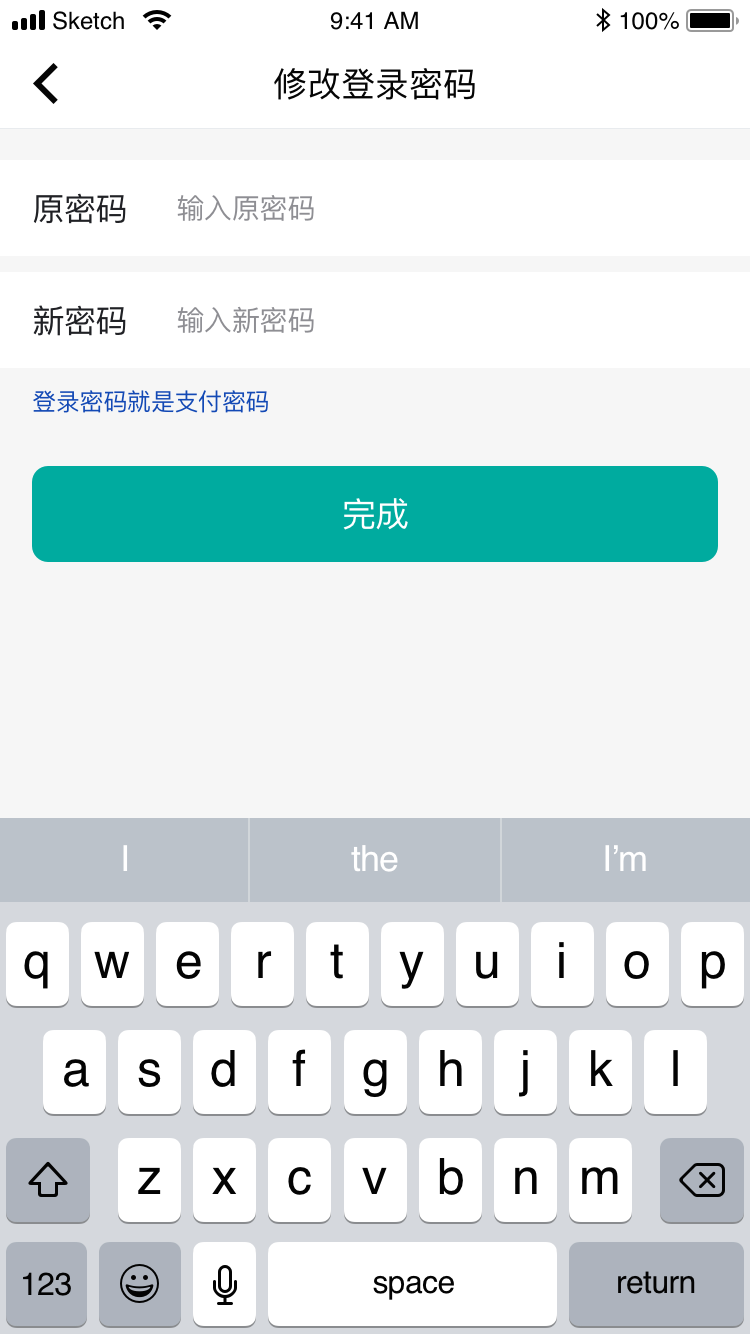 Sketch 9:41 AM 100%
修改登录密码
原密码 输入原密码
新密码 输入新密码
登录密码就是支付密码
完成
I the I’m
q w e r t y u i o p
a s d f g h j k l
z x c v b n m
123 space return